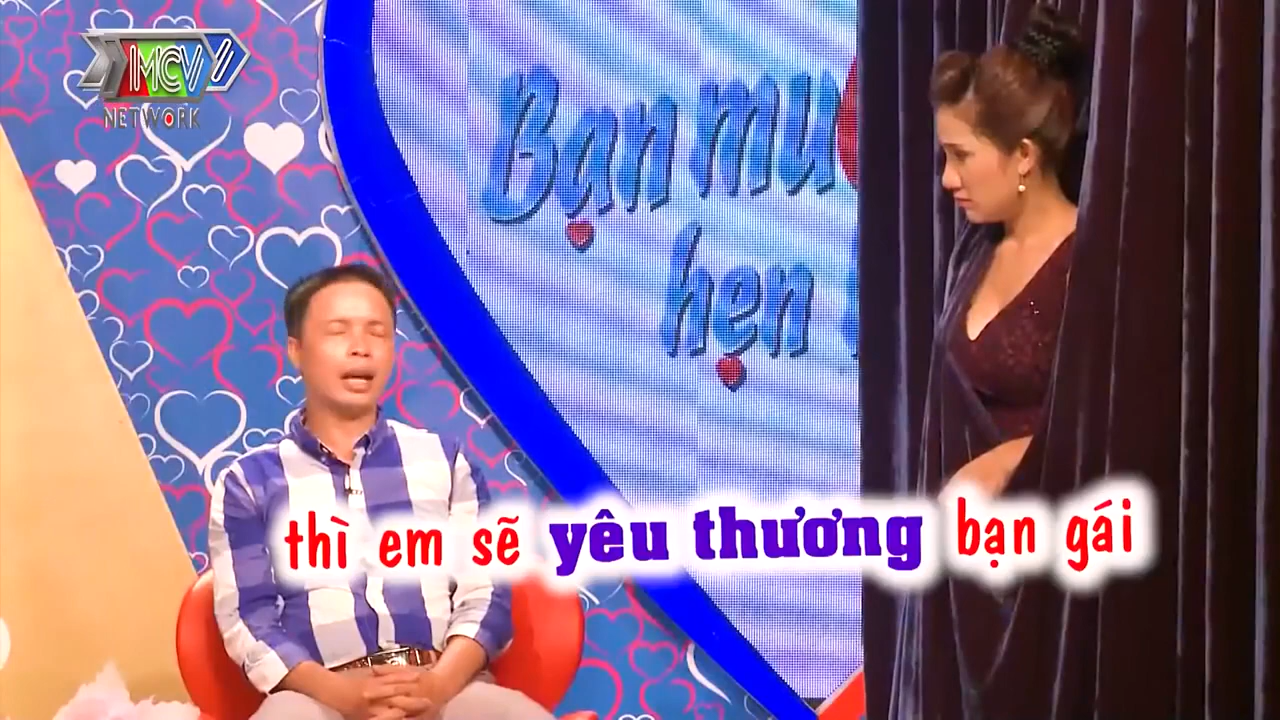 MCV
NETWORK
Bạn mu
hẹn
thì em sẽ yêu thương bạn gái